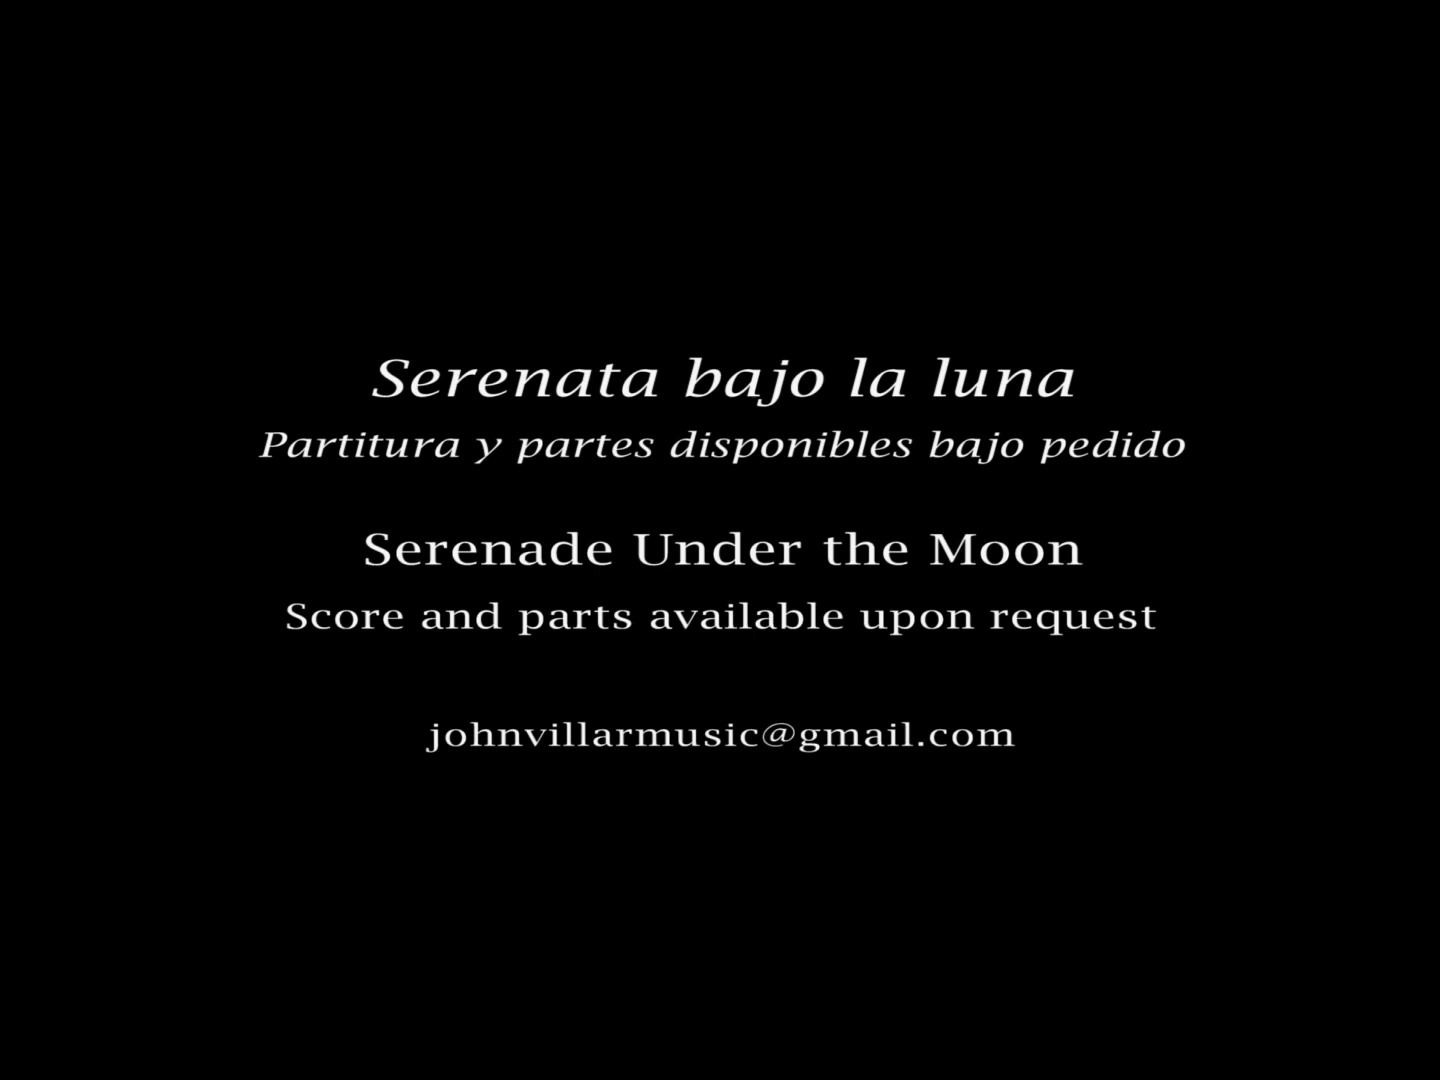 Serenata bajo la luna
Partitura y partes disponibles bajo pedido
Serenade Under the Moon
Score and parts available upon request
johnvillarmusic@gmail.com